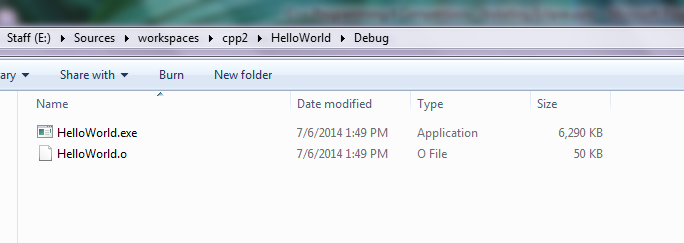 Staff (E:) Sources workspaces cpp2 HelloWorld Debug
ary Share with Burn New folder
Name Date modified Type Size
HelloWorld.exe 7/6/2014 1:49 PM Application 6,290 KB
HelloWorld.o 7/6/2014 1:49 PM O File 50 KB